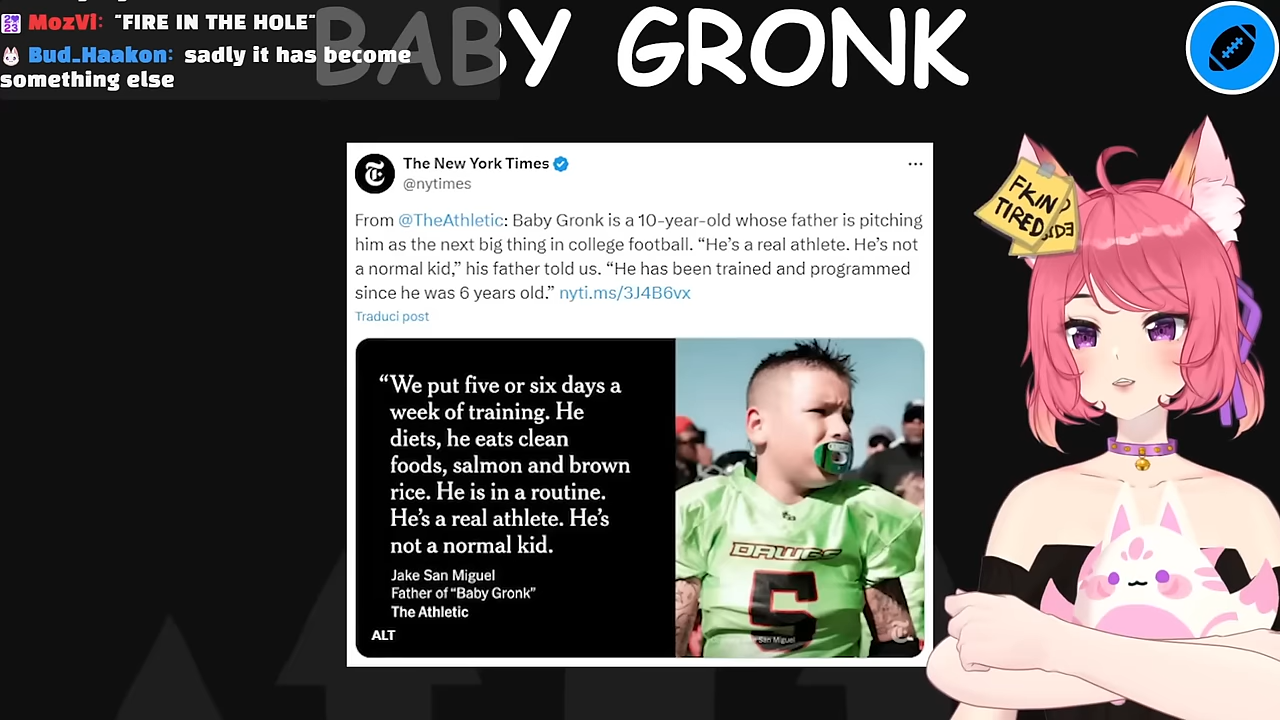 MozVi: "FIRE IN THE HOLE"
Bud_Haakon: sadly it has become
something else
BABY GRONK
The New York Times
@nytimes
From @TheAthletic: Baby Gronk is a 10-year-old whose father is pitching
him as the next big thing in college football. “He’s a real athlete. He’s not
a normal kid,” his father told us. “He has been trained and programmed
since he was 6 years old.” nyti.ms/3J4B6vx
Traduci post
“We put five or six days a
week of training. He
diets, he eats clean
foods, salmon and brown
rice. He is in a routine.
He’s a real athlete. He’s
not a normal kid.
Jake San Miguel
Father of “Baby Gronk”
The Athletic
ALT
DAWGS
5
San Miguel
FKIN
TIRED